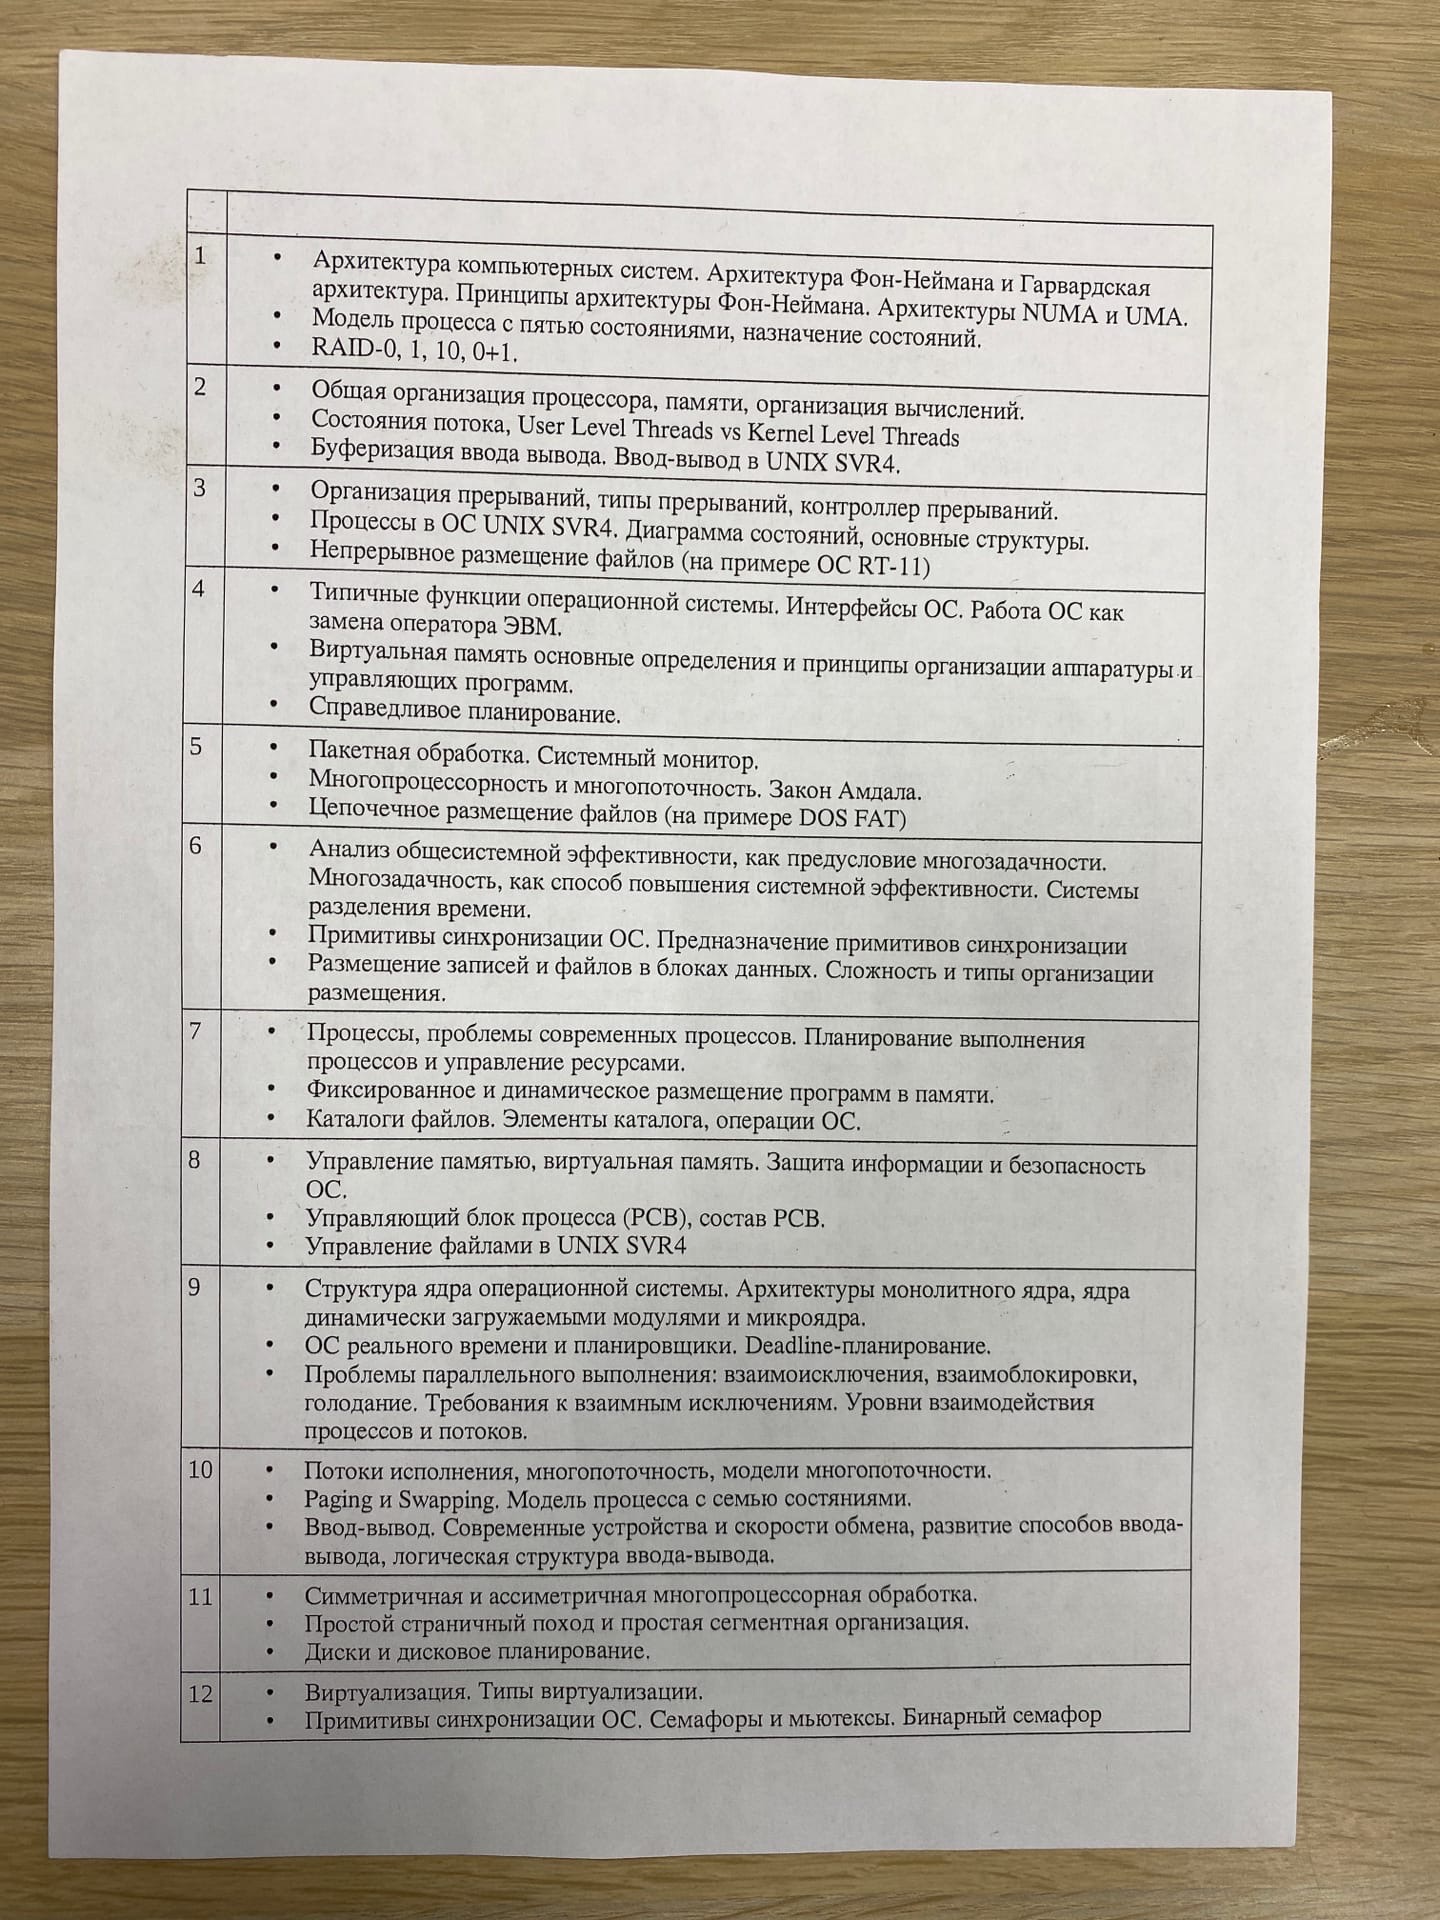 1
• Архитектура компьютерных систем. Архитектура Фон-Неймана и Гарвардская
архитектура. Принципы архитектуры Фон-Неймана. Архитектуры NUMA и UMA.
• Модель процесса с пятью состояниями, назначение состояний.
• RAID-0, 1, 10, 0+1.
2
• Общая организация процессора, памяти, организация вычислений.
• Состояния потока, User Level Threads vs Kernel Level Threads
• Буферизация ввода вывода. Ввод-вывод в UNIX SVR4.
3
• Организация прерываний, типы прерываний, контроллер прерываний.
• Процессы в ОС UNIX SVR4. Диаграмма состояний, основные структуры.
• Непрерывное размещение файлов (на примере ОС RT-11)
4
• Типичные функции операционной системы. Интерфейсы ОС. Работа ОС как
замена оператора ЭВМ.
• Виртуальная память основные определения и принципы организации аппаратуры и
управляющих программ.
• Справедливое планирование.
5
• Пакетная обработка. Системный монитор.
• Многопроцессорность и многопоточность. Закон Амдала.
• Цепочечное размещение файлов (на примере DOS FAT)
6
• Анализ общесистемной эффективности, как предусловие многозадачности.
Многозадачность, как способ повышения системной эффективности. Системы
разделения времени.
• Примитивы синхронизации ОС. Предназначение примитивов синхронизации
• Размещение записей и файлов в блоках данных. Сложность и типы организации
размещения.
7
• Процессы, проблемы современных процессов. Планирование выполнения
процессов и управление ресурсами.
• Фиксированное и динамическое размещение программ в памяти.
• Каталоги файлов. Элементы каталога, операции ОС.
8
• Управление памятью, виртуальная память. Защита информации и безопасность
ОС.
• Управляющий блок процесса (PCB), состав PCB.
• Управление файлами в UNIX SVR4
9
• Структура ядра операционной системы. Архитектуры монолитного ядра, ядра
динамически загружаемыми модулями и микроядра.
• ОС реального времени и планировщики. Deadline-планирование.
• Проблемы параллельного выполнения: взаимоисключения, взаимоблокировки,
голодание. Требования к взаимным исключениям. Уровни взаимодействия
процессов и потоков.
10
• Потоки исполнения, многопоточность, модели многопоточности.
• Paging и Swapping. Модель процесса с семью состяниями.
• Ввод-вывод. Современные устройства и скорости обмена, развитие способов ввода-
вывода, логическая структура ввода-вывода.
11
• Симметричная и ассиметричная многопроцессорная обработка.
• Простой страничный поход и простая сегментная организация.
• Диски и дисковое планирование.
12
• Виртуализация. Типы виртуализации.
• Примитивы синхронизации ОС. Семафоры и мьютексы. Бинарный семафор